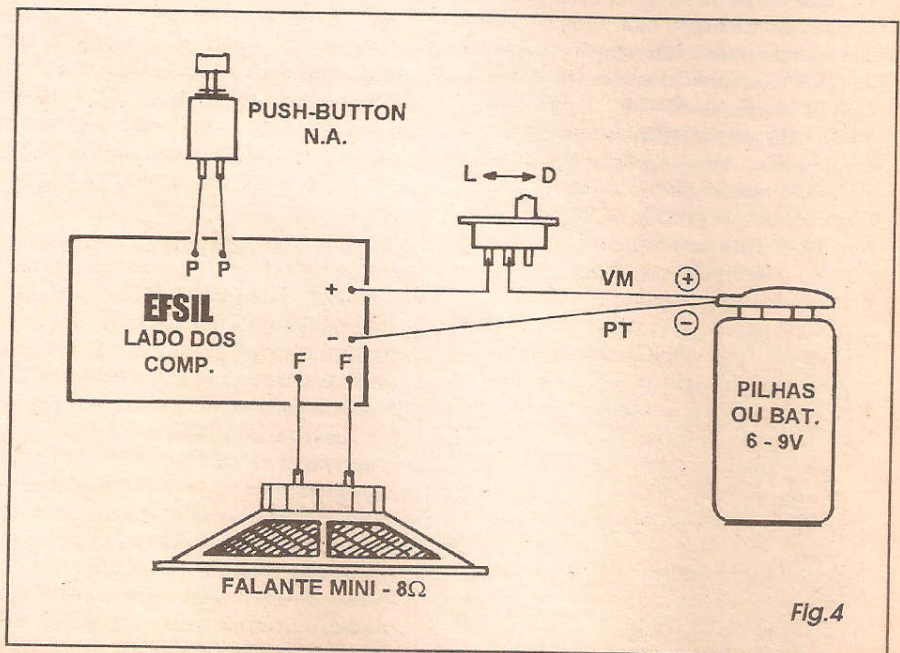 PUSH-BUTTON
N.A.
L D
P P
+
VM +
EFSIL
LADO DOS
COMP.
-
PT -
F F
PILHAS
OU BAT.
6 - 9V
FALANTE MINI - 8Ω
Fig.4